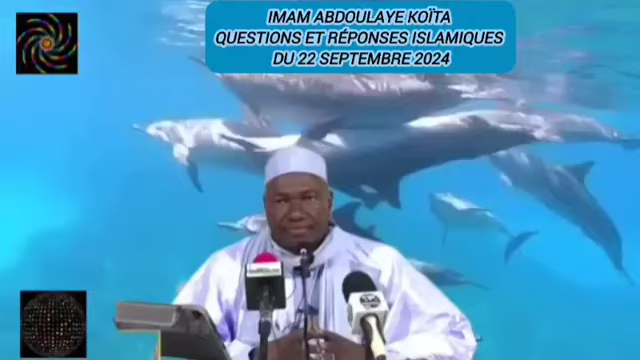 IMAM ABDOULAYE KOÏTA
QUESTIONS ET RÉPONSES ISLAMIQUES
DU 22 SEPTEMBRE 2024